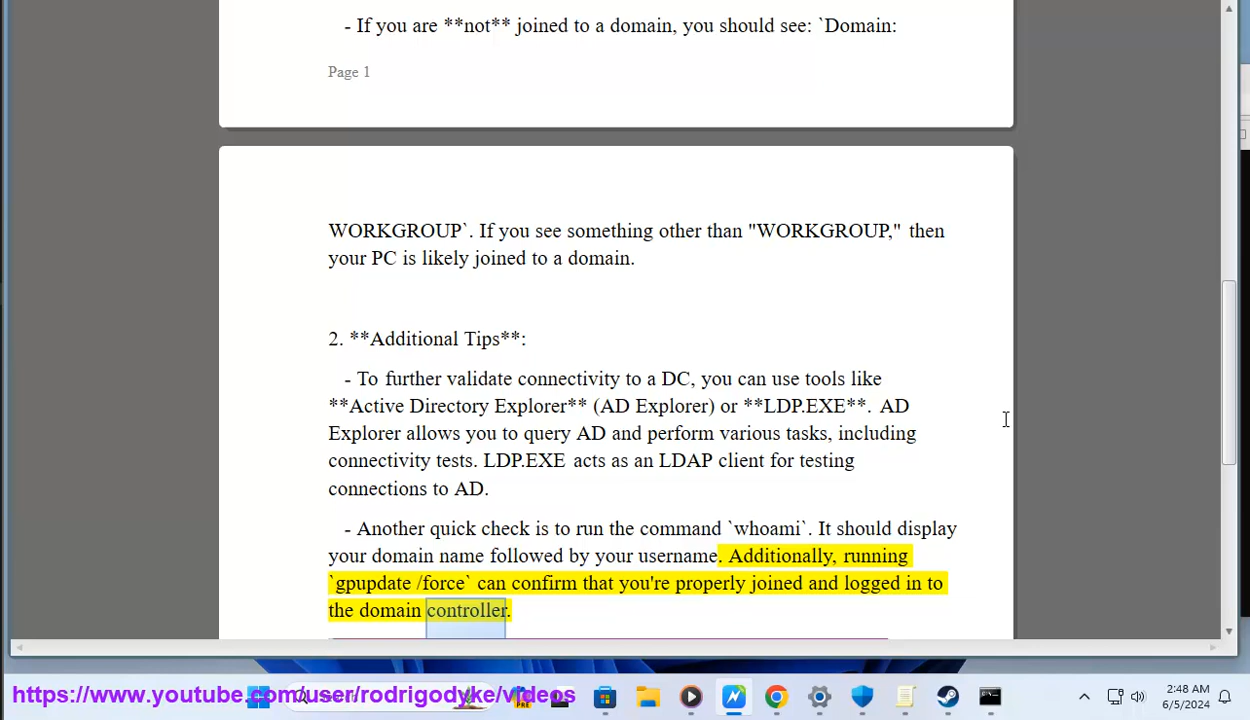 - If you are **not** joined to a domain, you should see: `Domain:
Page 1
WORKGROUP`. If you see something other than "WORKGROUP," then
your PC is likely joined to a domain.
2. **Additional Tips**:
- To further validate connectivity to a DC, you can use tools like
**Active Directory Explorer** (AD Explorer) or **LDP.EXE**. AD
Explorer allows you to query AD and perform various tasks, including
connectivity tests. LDP.EXE acts as an LDAP client for testing
connections to AD.
- Another quick check is to run the command `whoami`. It should display
your domain name followed by your username. Additionally, running
`gpupdate /force` can confirm that you're properly joined and logged in to
the domain controller.
https://www.youtube.com/user/rodrigodyke/videos
2:48 AM
6/5/2024